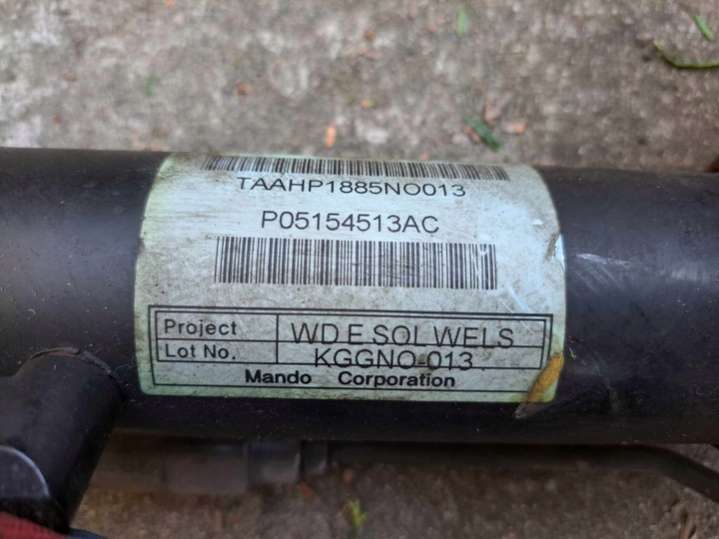 TAAHP1885NO013
P05154513AC
Project WD E SOL WELS
Lot No. KGGNO-013
Mando Corporation